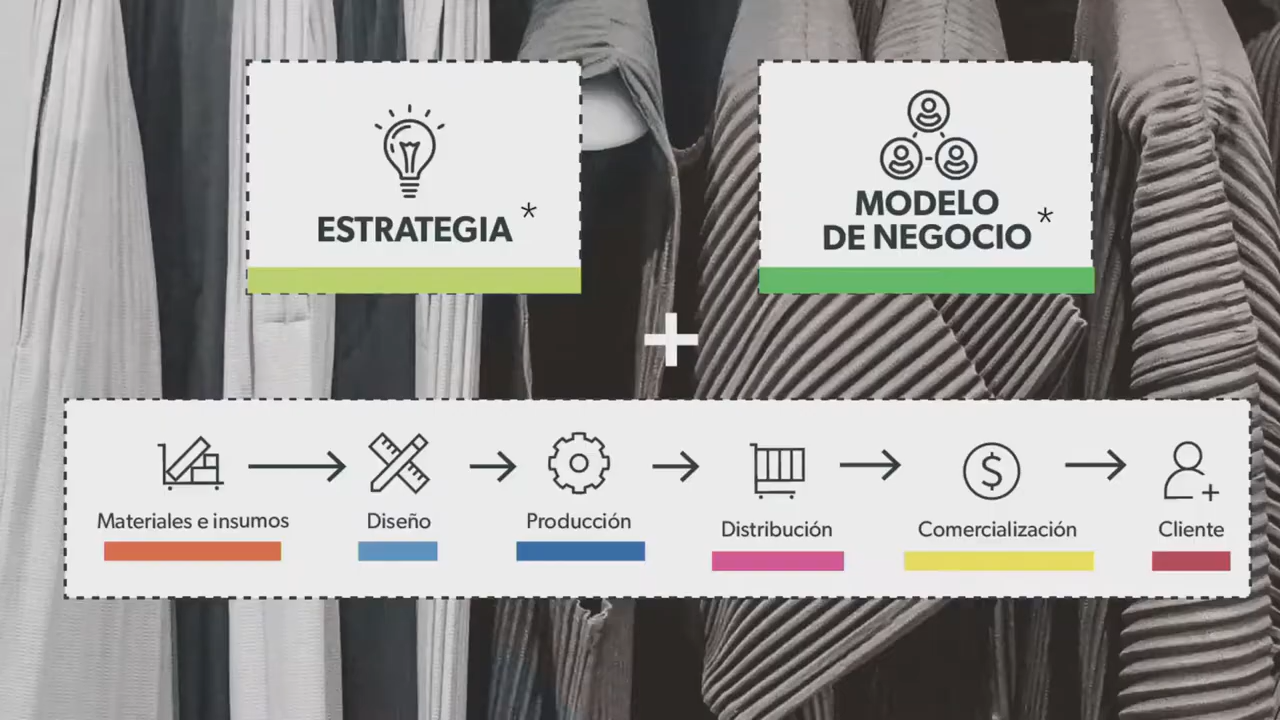 ESTRATEGIA *
MODELO
DE NEGOCIO *
+
Materiales e insumos
Diseño
Producción
Distribución
Comercialización
Cliente